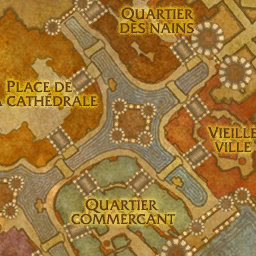 QUARTIER
DES NAINS
PLACE DE
A CATHÉDRALE
VIEILLE
VILLE
QUARTIER
COMMERÇANT